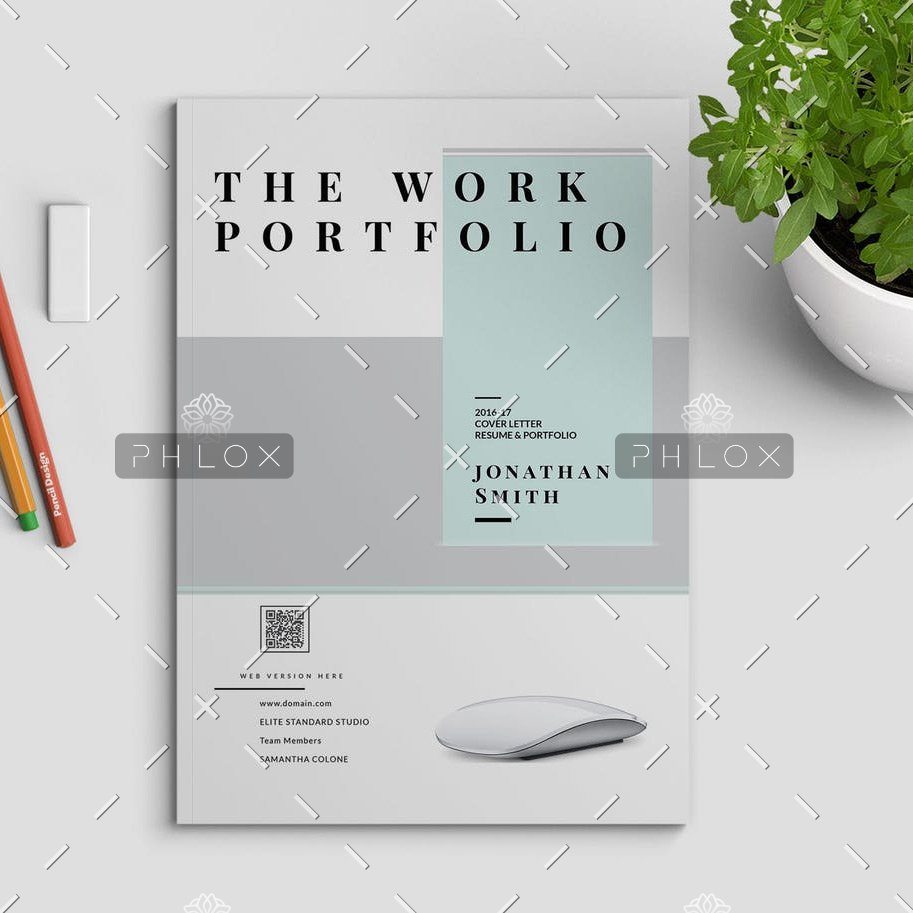 THE WORK
PORTFOLIO
2016-17
COVER LETTER
RESUME & PORTFOLIO
JONATHAN
SMITH
PHLOX
PHLOX
Pencil Design
WEB VERSION HERE
www.domain.com
ELITE STANDARD STUDIO
Team Members
SAMANTHA COLONE